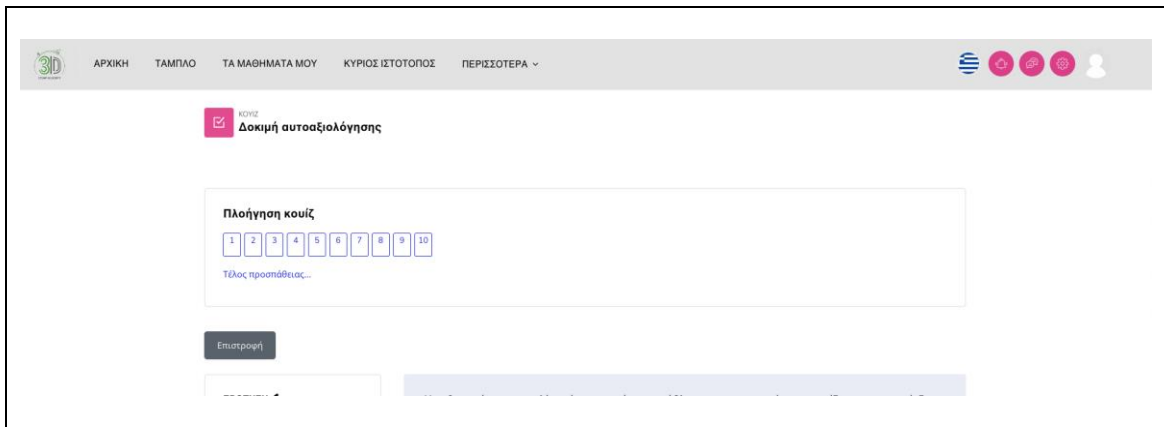 3D
ΑΡΧΙΚΗ ΤΑΜΠΛΟ ΤΑ ΜΑΘΗΜΑΤΑ ΜΟΥ ΚΥΡΙΟΣ ΙΣΤΟΤΟΠΟΣ ΠΕΡΙΣΣΟΤΕΡΑ
ΚΟΥΙΖ
Δοκιμή αυτοαξιολόγησης
Πλοήγηση κουίζ
1 2 3 4 5 6 7 8 9 10
Τέλος προσπάθειας...
Επιστροφή